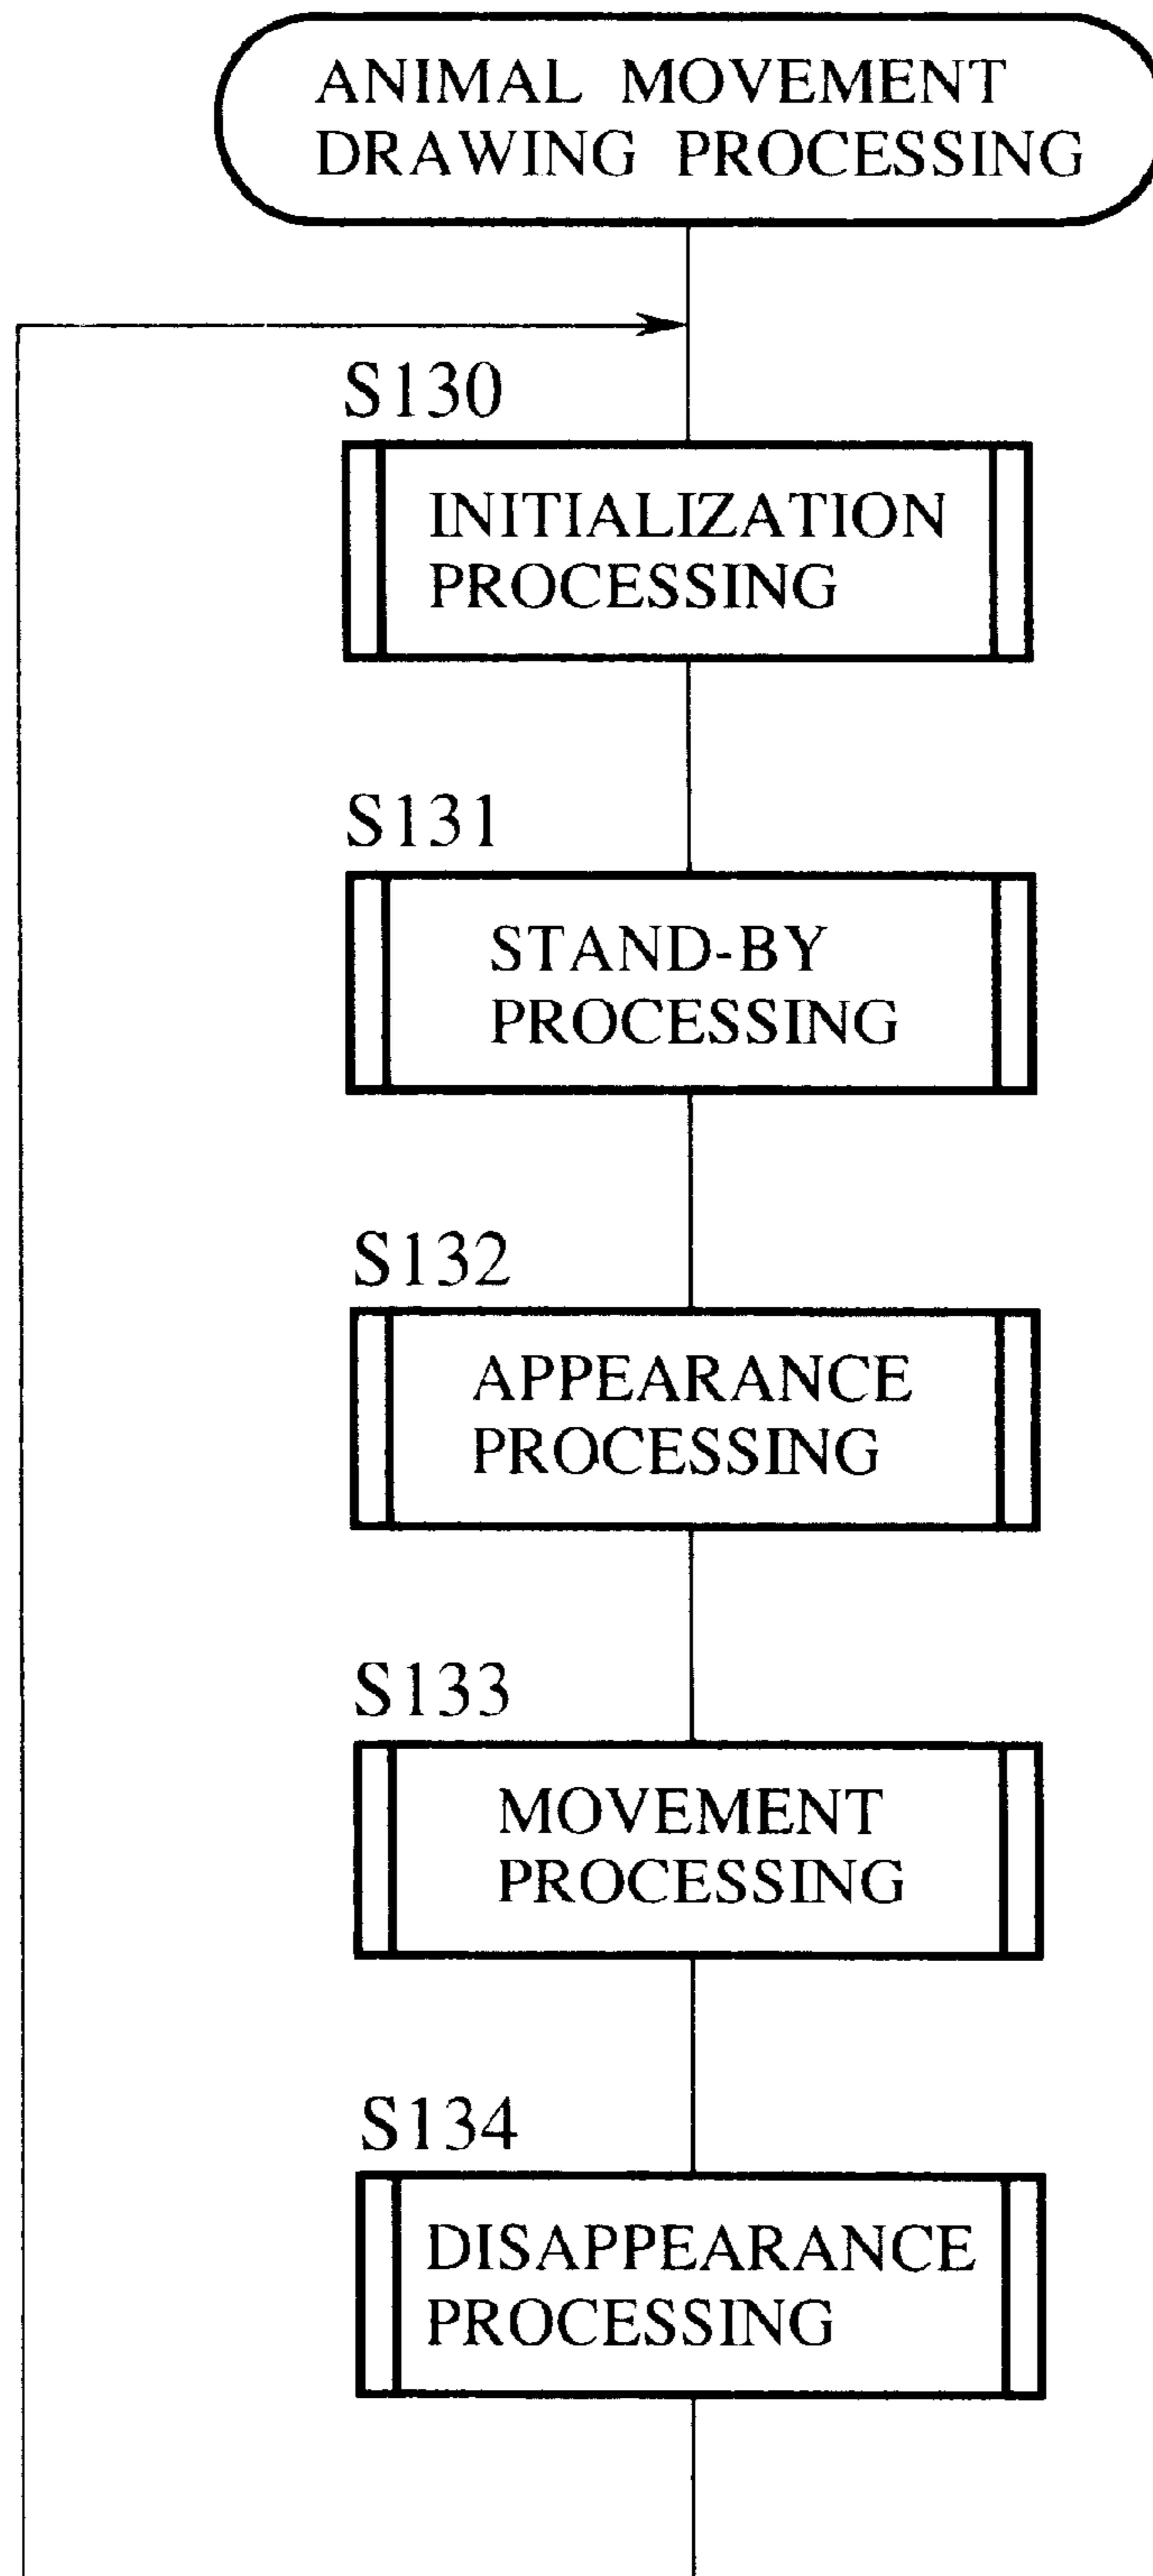 ANIMAL MOVEMENT
DRAWING PROCESSING
S130
INITIALIZATION
PROCESSING
S131
STAND-BY
PROCESSING
S132
APPEARANCE
PROCESSING
S133
MOVEMENT
PROCESSING
S134
DISAPPEARANCE
PROCESSING